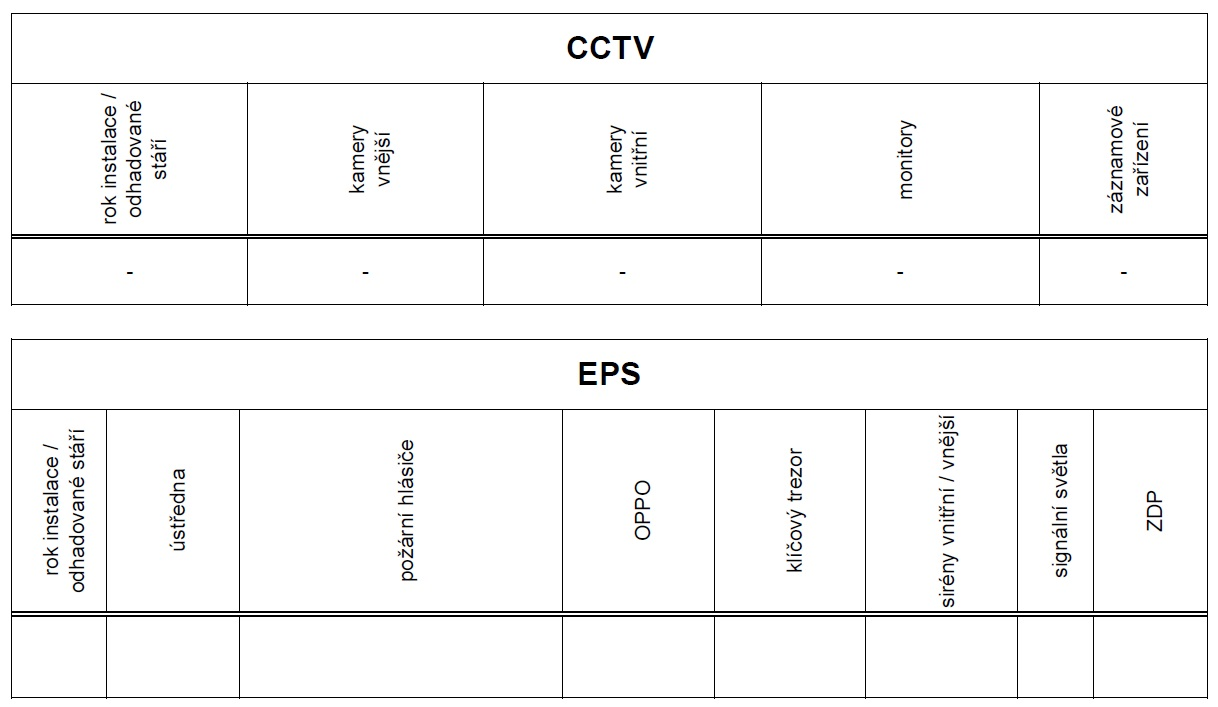 CCTV
rok instalace /
odhadované
stáří
kamery
vnější
kamery
vnitřní
monitory
záznamové
zařízení
-
-
-
-
-
EPS
rok instalace /
odhadované stáří
ústředna
požární hlásiče
OPPO
klíčový trezor
sirény vnitřní / vnější
signální světla
ZDP